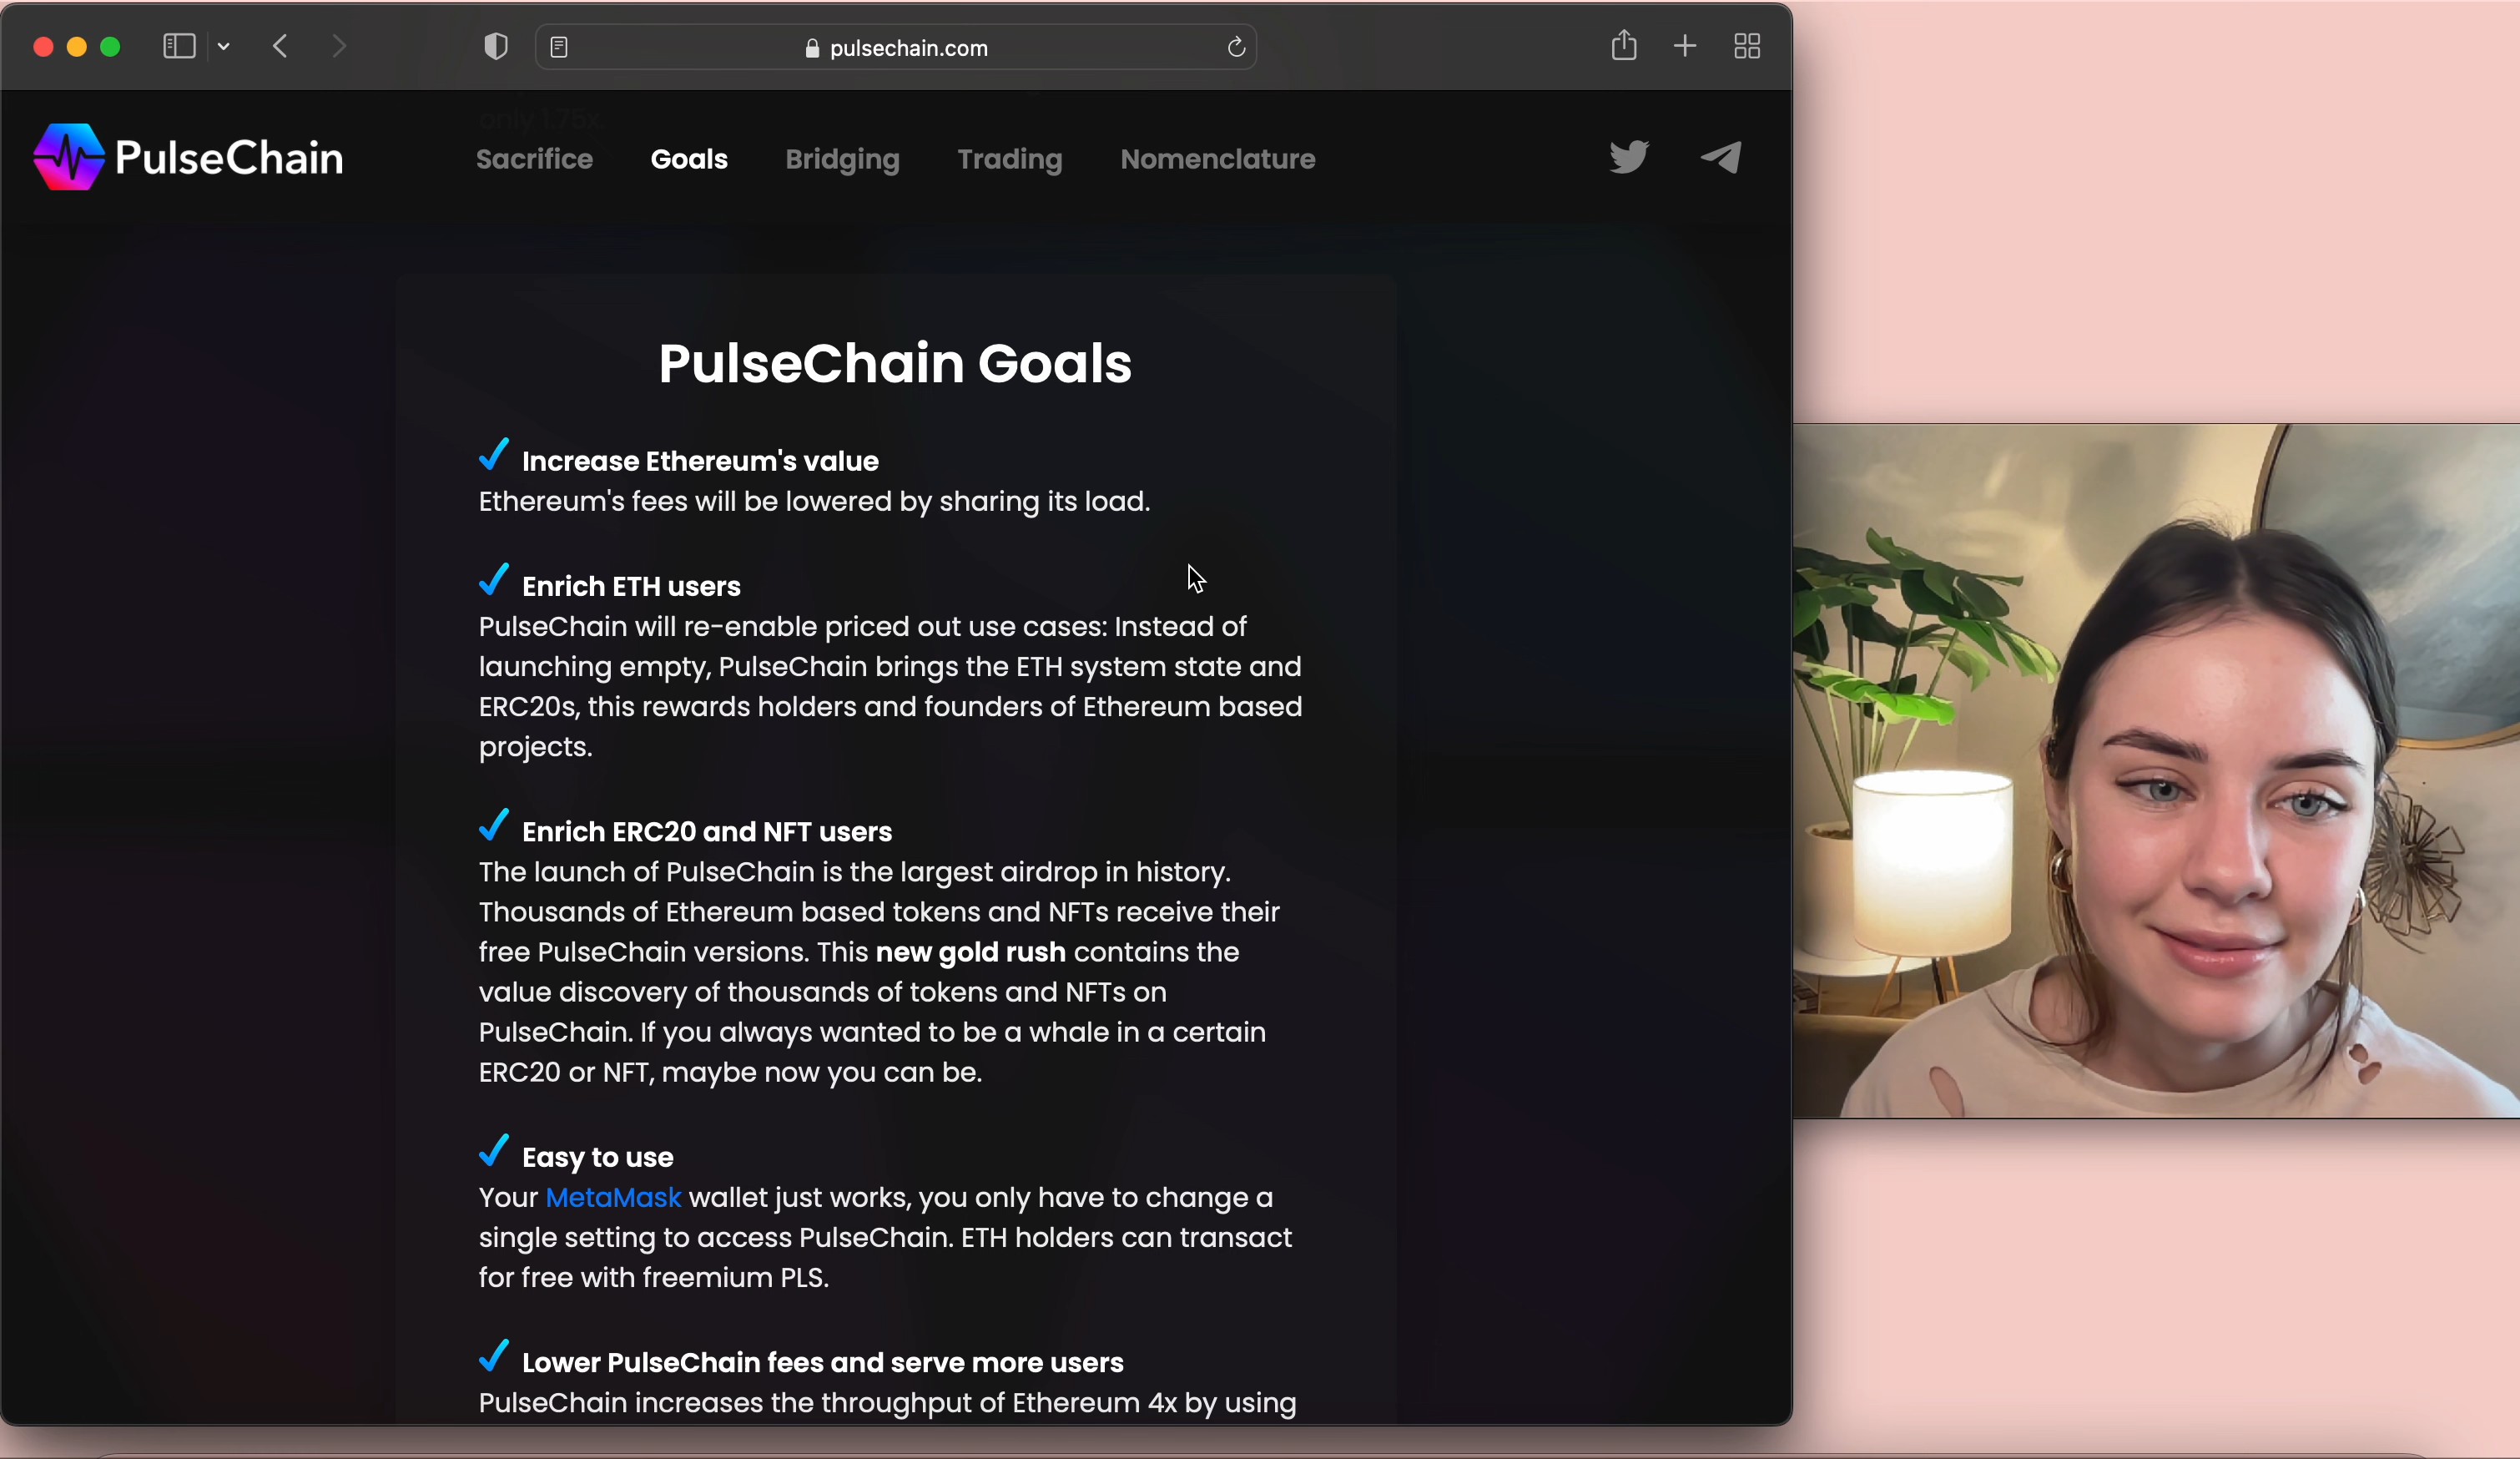 pulsechain.com
only 1.75x.
PulseChain
Sacrifice Goals Bridging Trading Nomenclature
PulseChain Goals
Increase Ethereum's value
Ethereum's fees will be lowered by sharing its load.
Enrich ETH users
PulseChain will re-enable priced out use cases: Instead of
launching empty, PulseChain brings the ETH system state and
ERC20s, this rewards holders and founders of Ethereum based
projects.
Enrich ERC20 and NFT users
The launch of PulseChain is the largest airdrop in history.
Thousands of Ethereum based tokens and NFTs receive their
free PulseChain versions. This new gold rush contains the
value discovery of thousands of tokens and NFTs on
PulseChain. If you always wanted to be a whale in a certain
ERC20 or NFT, maybe now you can be.
Easy to use
Your MetaMask wallet just works, you only have to change a
single setting to access PulseChain. ETH holders can transact
for free with freemium PLS.
Lower PulseChain fees and serve more users
PulseChain increases the throughput of Ethereum 4x by using